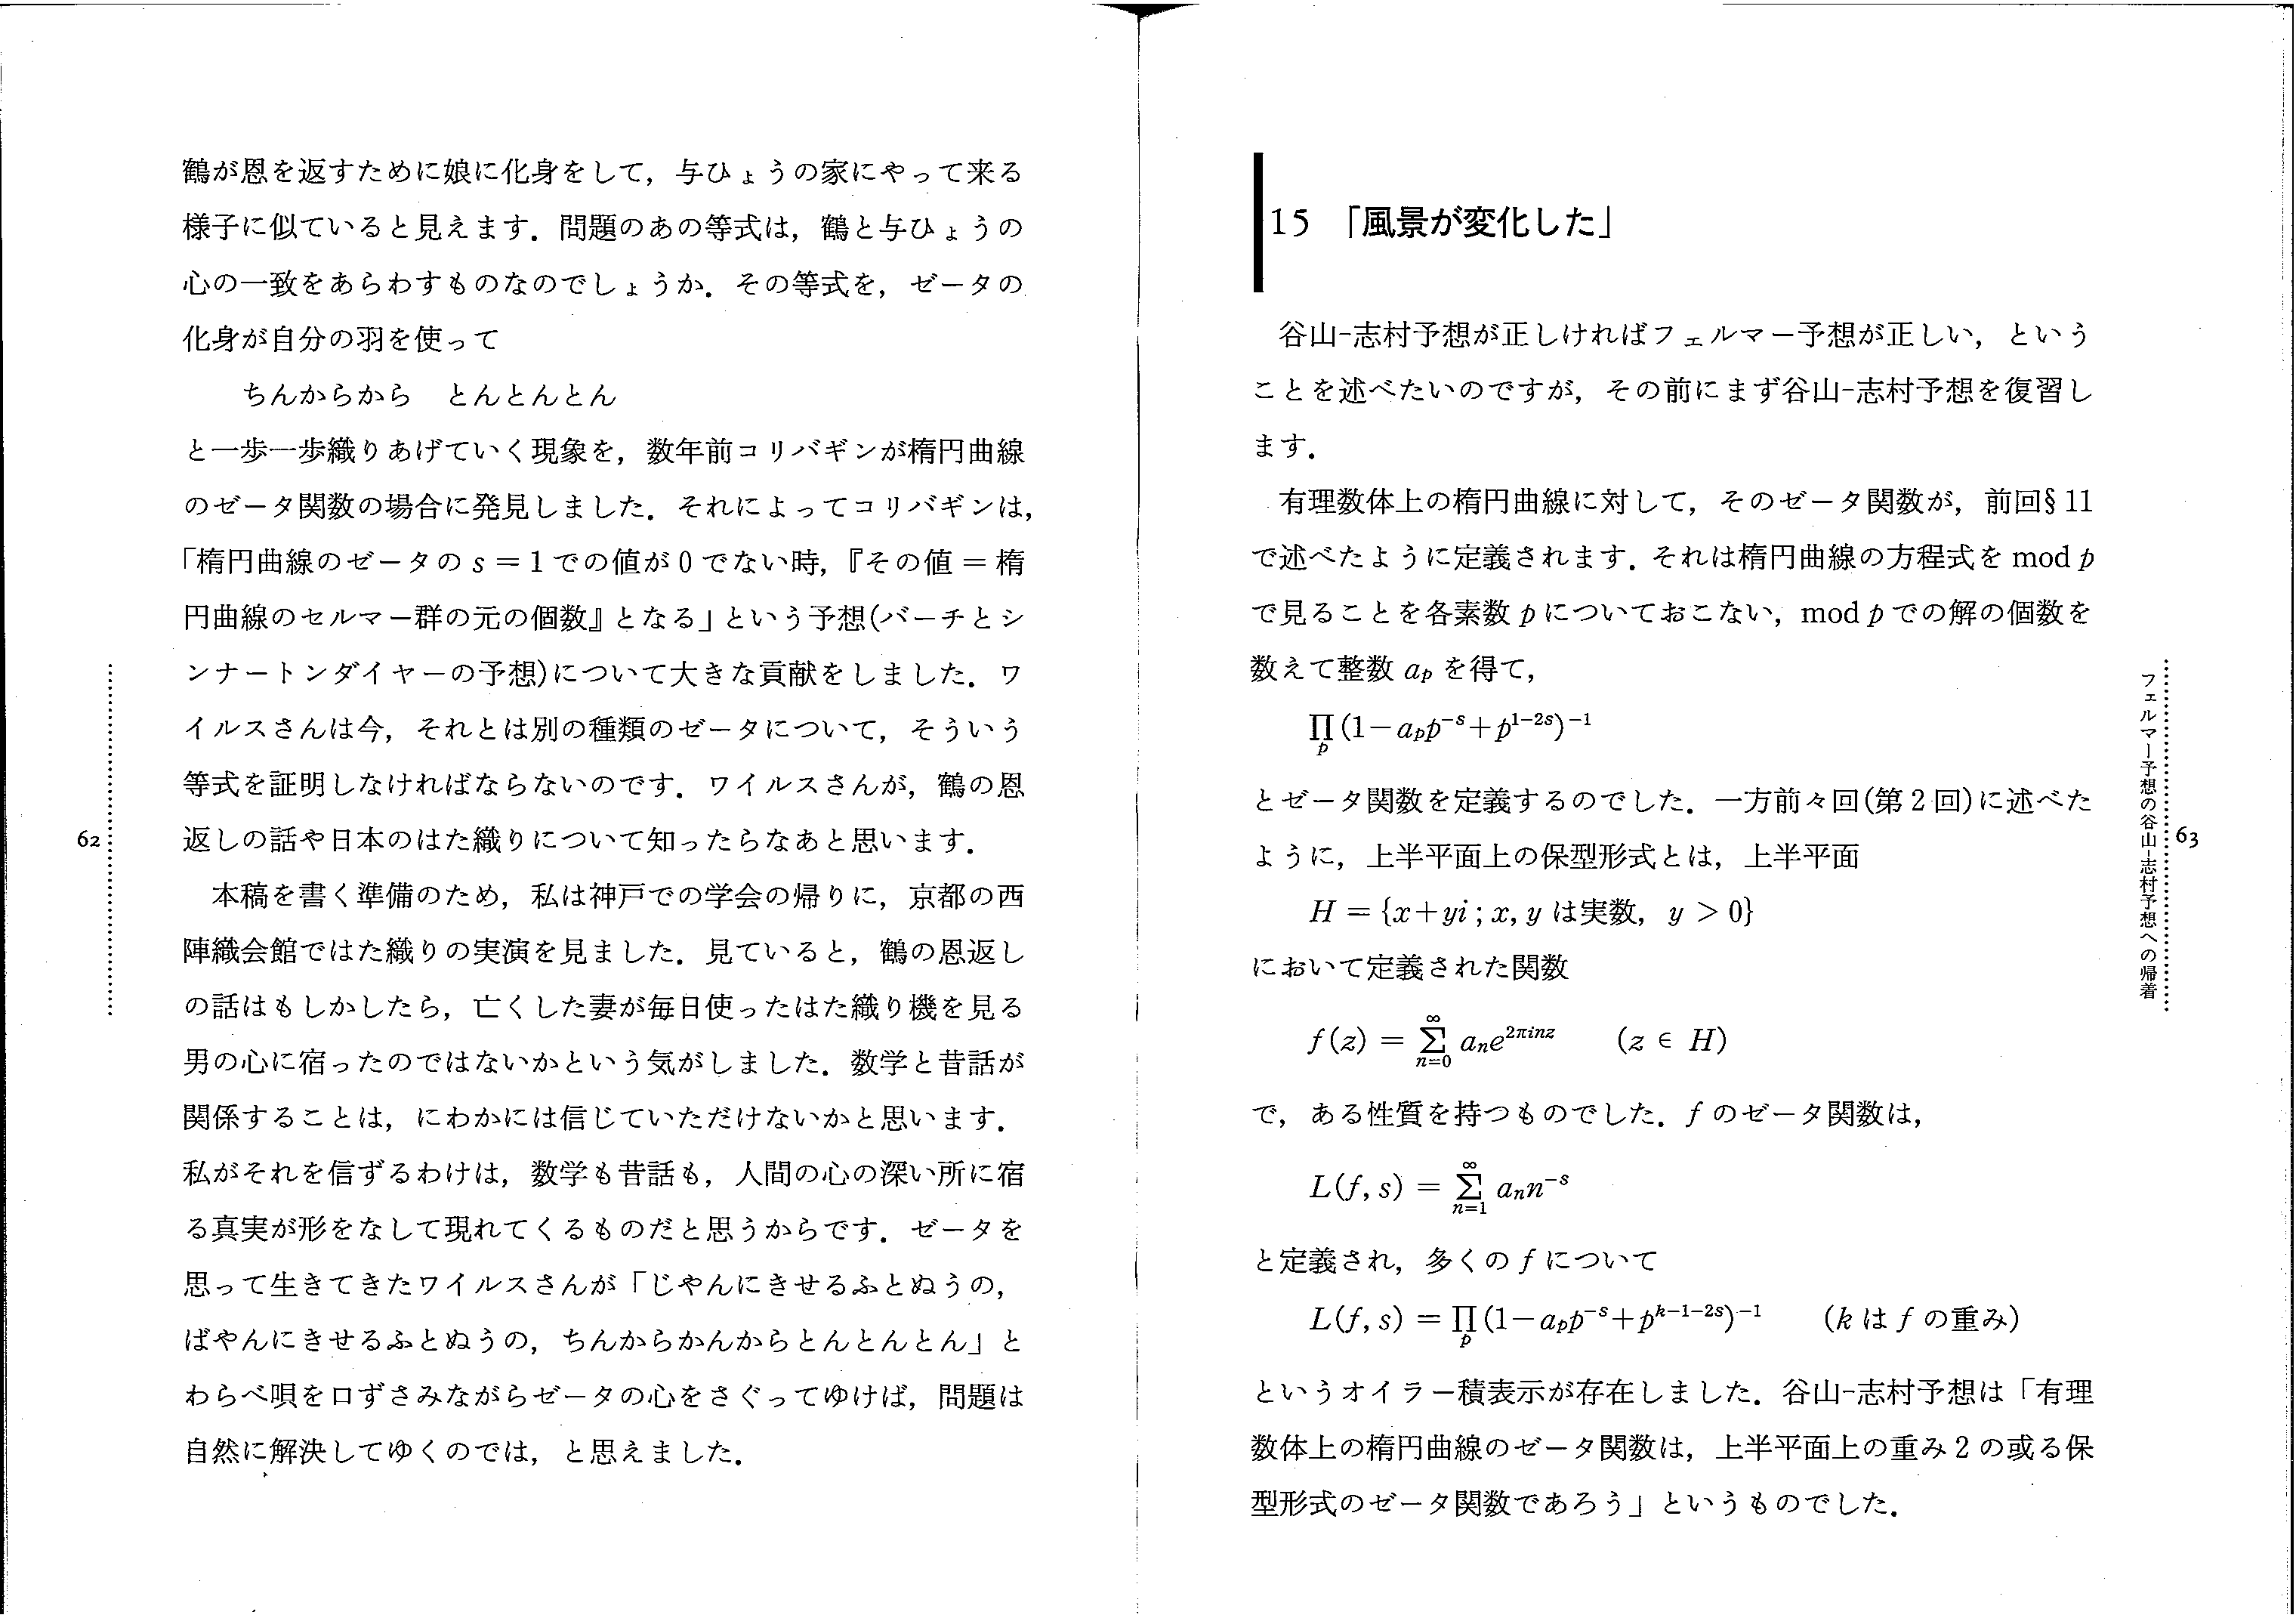 鶴が恩を返すために娘に化身をして，与ひょうの家にやって来る
様子に似ていると見えます．問題のあの等式は，鶴と与ひょうの
心の一致をあらわすものなのでしょうか．その等式を，ゼータの
化身が自分の羽を使って
ちんからから　とんとんとん
と一歩一歩織りあげていく現象を，数年前コリバギンが楕円曲線
のゼータ関数の場合に発見しました．それによってコリバギンは，
「楕円曲線のゼータの s = 1 での値が 0 でない時，『その値 = 楕
円曲線のセルマー群の元の個数』となる」という予想(バーチとシ
ンナートンダイヤーの予想)について大きな貢献をしました．ワ
イルスさんは今，それとは別の種類のゼータについて，そういう
等式を証明しなければならないのです．ワイルスさんが，鶴の恩
返しの話や日本のはた織りについて知ったらなあと思います．
本稿を書く準備のため，私は神戸での学会の帰りに，京都の西
陣織会館ではた織りの実演を見ました．見ていると，鶴の恩返し
の話はもしかしたら，亡くした妻が毎日使ったはた織り機を見る
男の心に宿ったのではないかという気がしました．数学と昔話が
関係することは，にわかには信じていただけないかと思います．
私がそれを信ずるわけは，数学も昔話も，人間の心の深い所に宿
る真実が形をなして現れてくるものだと思うからです．ゼータを
思って生きてきたワイルスさんが「じやんにきせるふとぬうの，
ばやんにきせるふとぬうの，ちんからかんからとんとんとん」と
わらべ唄を口ずさみながらゼータの心をさぐってゆけば，問題は
自然に解決してゆくのでは，と思えました．
62
15　「風景が変化した」
谷山-志村予想が正しければフェルマー予想が正しい，という
ことを述べたいのですが，その前にまず谷山-志村予想を復習し
ます．
有理数体上の楕円曲線に対して，そのゼータ関数が，前回§11
で述べたように定義されます．それは楕円曲線の方程式を mod p
で見ることを各素数 p についておこない，mod p での解の個数を
数えて整数 aₚ を得て，
∏_p (1−a_p p^{−s}+p^{1−2s})^{−1}
とゼータ関数を定義するのでした．一方前々回(第2回)に述べた
ように，上半平面上の保型形式とは，上半平面
H = {x+yi ; x, y は実数，y > 0}
において定義された関数
f(z) = ∑_{n=0}^{∞} a_n e^{2πinz}　(z ∈ H)
で，ある性質を持つものでした．f のゼータ関数は，
L(f, s) = ∑_{n=1}^{∞} a_n n^{−s}
と定義され，多くの f について
L(f, s) = ∏_p (1−a_p p^{−s}+p^{k−1−2s})^{−1}　(k は f の重み)
というオイラー積表示が存在しました．谷山-志村予想は「有理
数体上の楕円曲線のゼータ関数は，上半平面上の重み2の或る保
型形式のゼータ関数であろう」というものでした．
フェルマー予想の谷山-志村予想への帰着
63